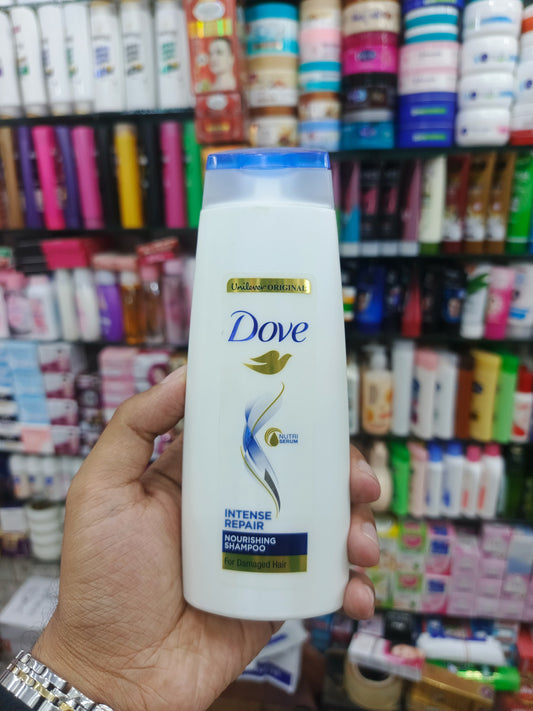 Unilever ORIGINAL
Dove
NUTRI
SERUM
INTENSE
REPAIR
NOURISHING
SHAMPOO
For Damaged Hair